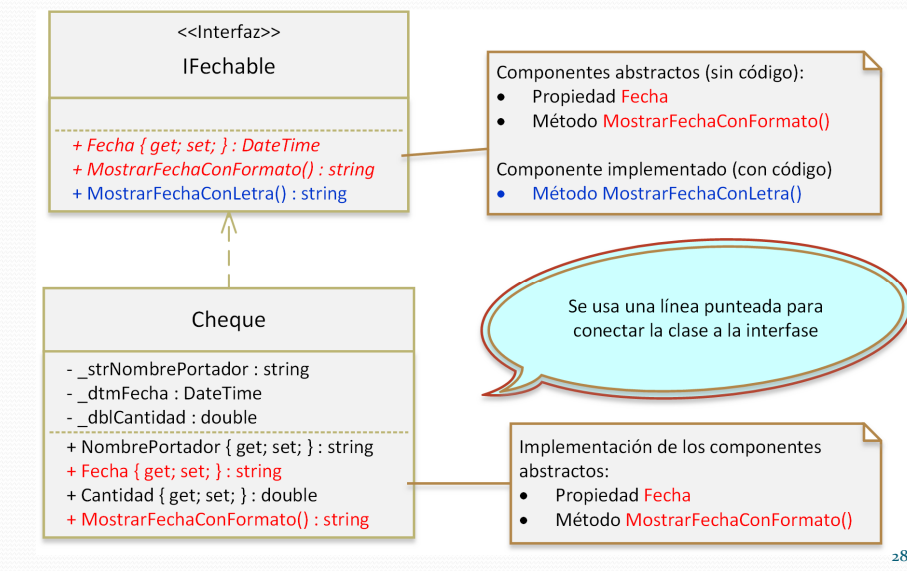 <<Interfaz>>
IFechable
+ Fecha { get; set; } : DateTime
+ MostrarFechaConFormato() : string
+ MostrarFechaConLetra() : string
Componentes abstractos (sin código):
• Propiedad Fecha
• Método MostrarFechaConFormato()
Componente implementado (con código)
• Método MostrarFechaConLetra()
Se usa una línea punteada para
conectar la clase a la interfase
Cheque
- _strNombrePortador : string
- _dtmFecha : DateTime
- _dblCantidad : double
+ NombrePortador { get; set; } : string
+ Fecha { get; set; } : string
+ Cantidad { get; set; } : double
+ MostrarFechaConFormato() : string
Implementación de los componentes
abstractos:
• Propiedad Fecha
• Método MostrarFechaConFormato()
28